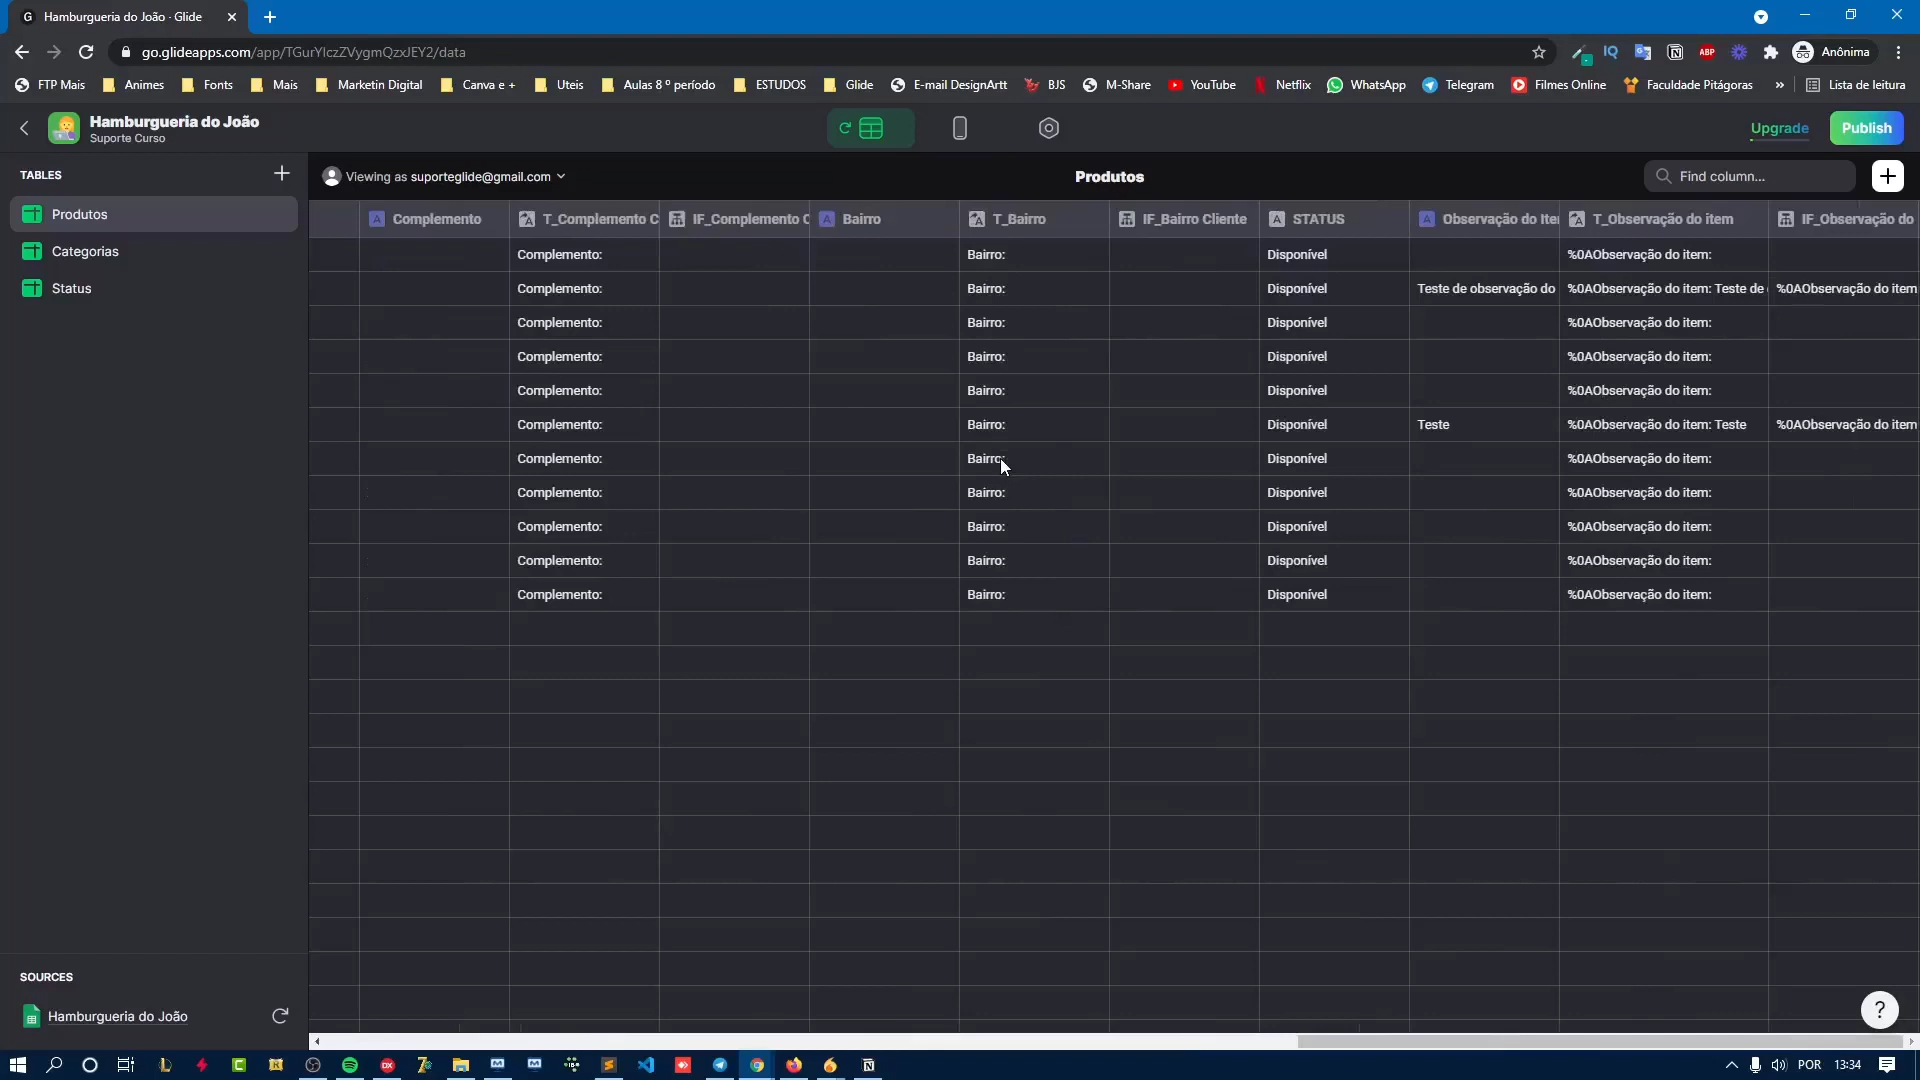 Hamburgueria do João · Glide
go.glideapps.com/app/TGurYlczZVygmQzxJEY2/data
Anônima
FTP Mais
Animes
Fonts
Mais
Marketin Digital
Canva e +
Uteis
Aulas 8 º período
ESTUDOS
Glide
E-mail DesignArtt
BJS
M-Share
YouTube
Netflix
WhatsApp
Telegram
Filmes Online
Faculdade Pitágoras
»
Lista de leitura
Hamburgueria do João
Suporte Curso
Upgrade
Publish
TABLES
Produtos
Categorias
Status
Viewing as suporteglide@gmail.com
Produtos
Find column...
Complemento T_Complemento C IF_Complemento C Bairro T_Bairro IF_Bairro Cliente STATUS Observação do Iter T_Observação do item IF_Observação do
Complemento: Bairro: Disponível %0AObservação do item:
Complemento: Bairro: Disponível Teste de observação do %0AObservação do item: Teste de %0AObservação do item
Complemento: Bairro: Disponível %0AObservação do item:
Complemento: Bairro: Disponível %0AObservação do item:
Complemento: Bairro: Disponível %0AObservação do item:
Complemento: Bairro: Disponível Teste %0AObservação do item: Teste %0AObservação do item
Complemento: Bairro: Disponível %0AObservação do item:
Complemento: Bairro: Disponível %0AObservação do item:
Complemento: Bairro: Disponível %0AObservação do item:
Complemento: Bairro: Disponível %0AObservação do item:
Complemento: Bairro: Disponível %0AObservação do item:
SOURCES
Hamburgueria do João
?
POR 13:34